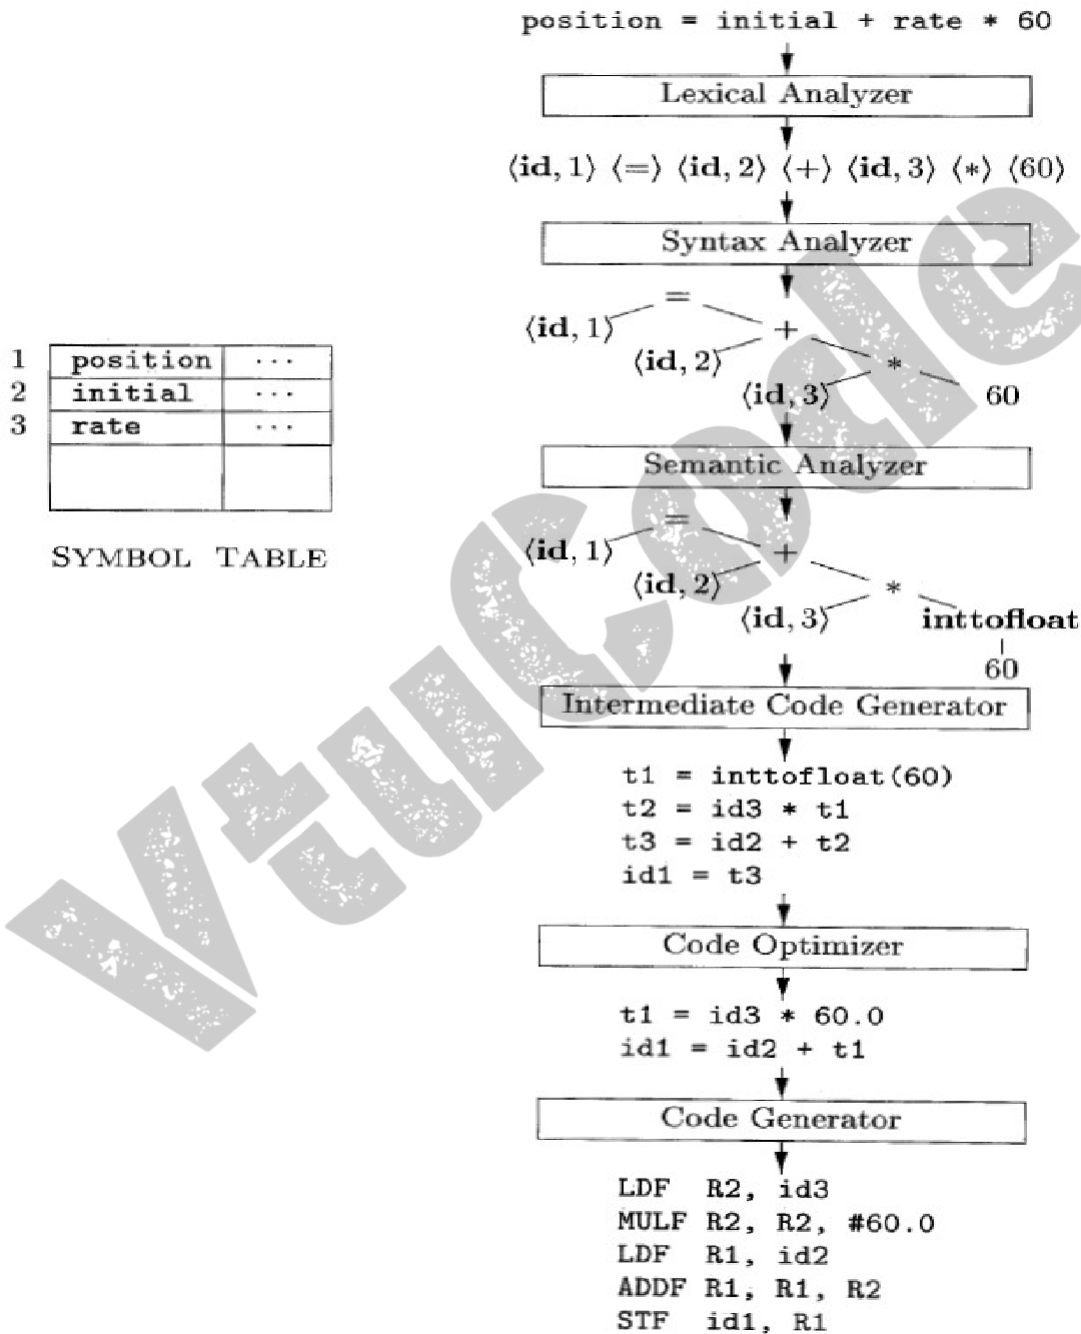 position = initial + rate * 60
Lexical Analyzer
⟨id, 1⟩ ⟨=⟩ ⟨id, 2⟩ ⟨+⟩ ⟨id, 3⟩ ⟨*⟩ ⟨60⟩
Syntax Analyzer
=
⟨id, 1⟩ +
⟨id, 2⟩ *
⟨id, 3⟩ 60
1 position ...
2 initial ...
3 rate ...
SYMBOL TABLE
Semantic Analyzer
=
⟨id, 1⟩ +
⟨id, 2⟩ *
⟨id, 3⟩ inttofloat
60
Intermediate Code Generator
t1 = inttofloat(60)
t2 = id3 * t1
t3 = id2 + t2
id1 = t3
Code Optimizer
t1 = id3 * 60.0
id1 = id2 + t1
Code Generator
LDF R2, id3
MULF R2, R2, #60.0
LDF R1, id2
ADDF R1, R1, R2
STF id1, R1
VtuCode